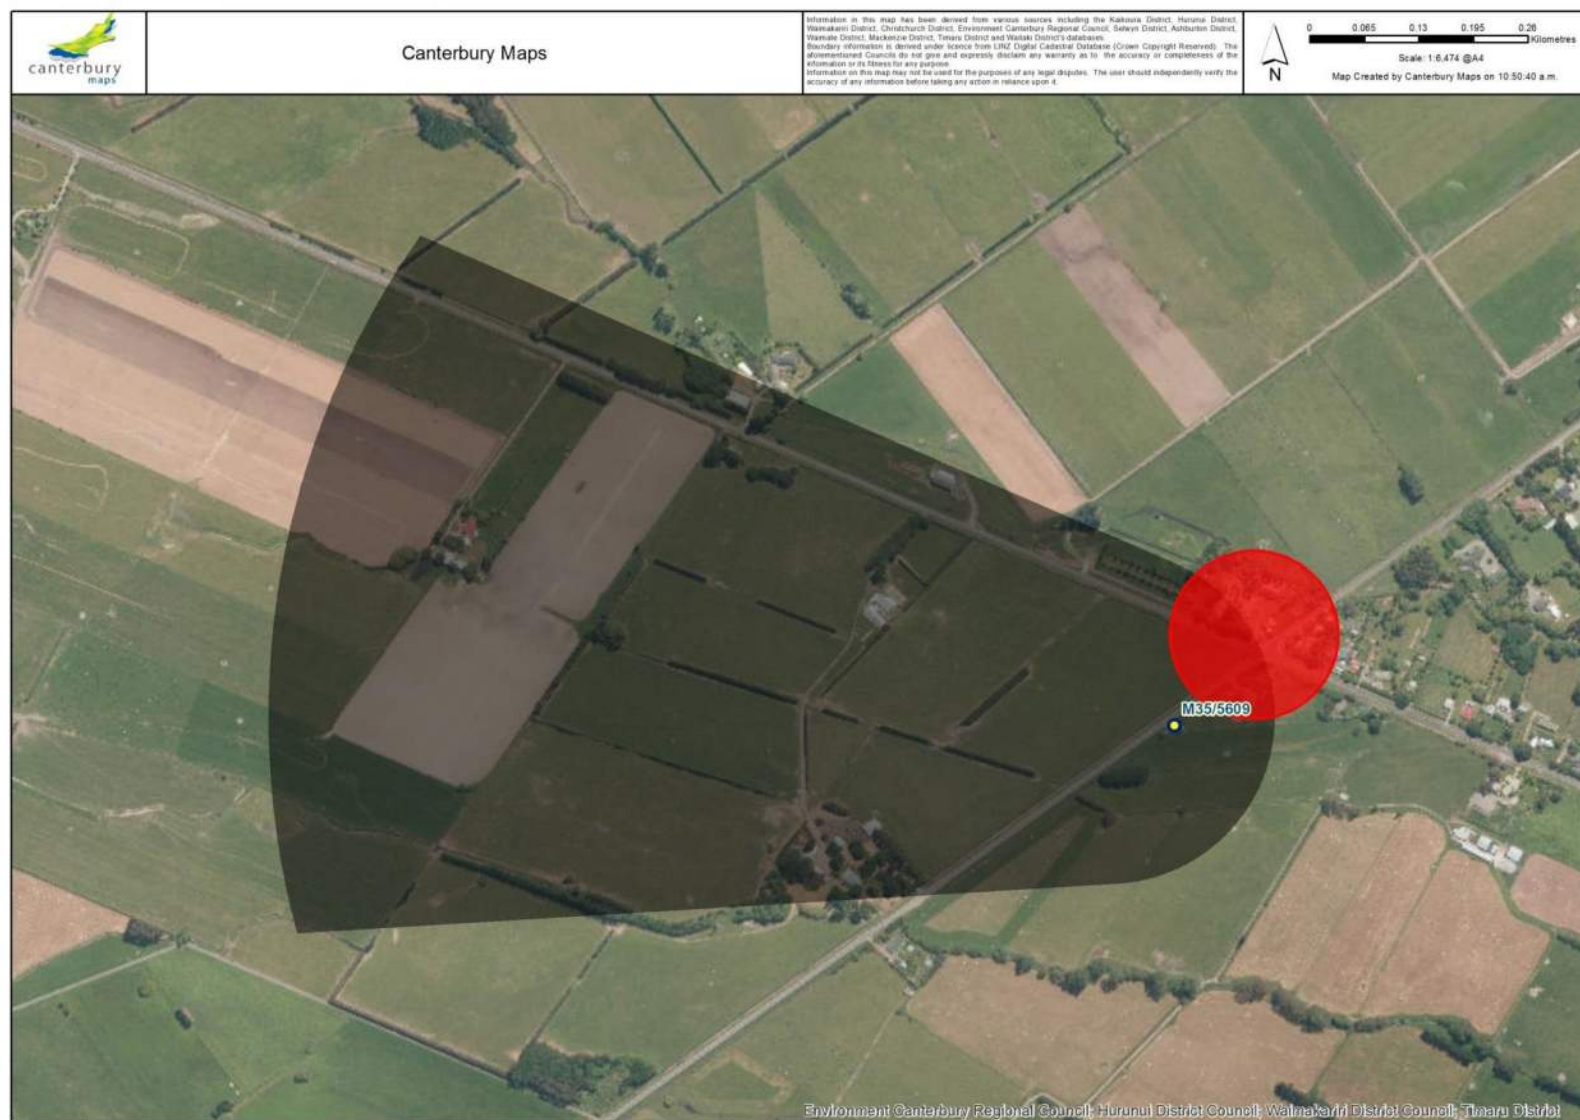 canterbury
maps
Canterbury Maps
Information in this map has been derived from various sources including the Kaikoura District, Hurunui District,
Waimakariri District, Christchurch District, Environment Canterbury Regional Council, Selwyn District, Ashburton District,
Waimate District, Mackenzie District, Timaru District and Waitaki District's databases.
Boundary information is derived under licence from LINZ Digital Cadastral Database (Crown Copyright Reserved). The
aforementioned Councils do not give and expressly disclaim any warranty as to the accuracy or completeness of the
information or its fitness for any purpose.
Information on this map may not be used for the purposes of any legal disputes. The user should independently verify the
accuracy of any information before taking any action in reliance upon it.
N
0 0.065 0.13 0.195 0.26
Kilometres
Scale: 1:6,474 @A4
Map Created by Canterbury Maps on 10:50:40 a.m.
M35/5609
Environment Canterbury Regional Council; Hurunui District Council; Waimakariri District Council; Timaru District